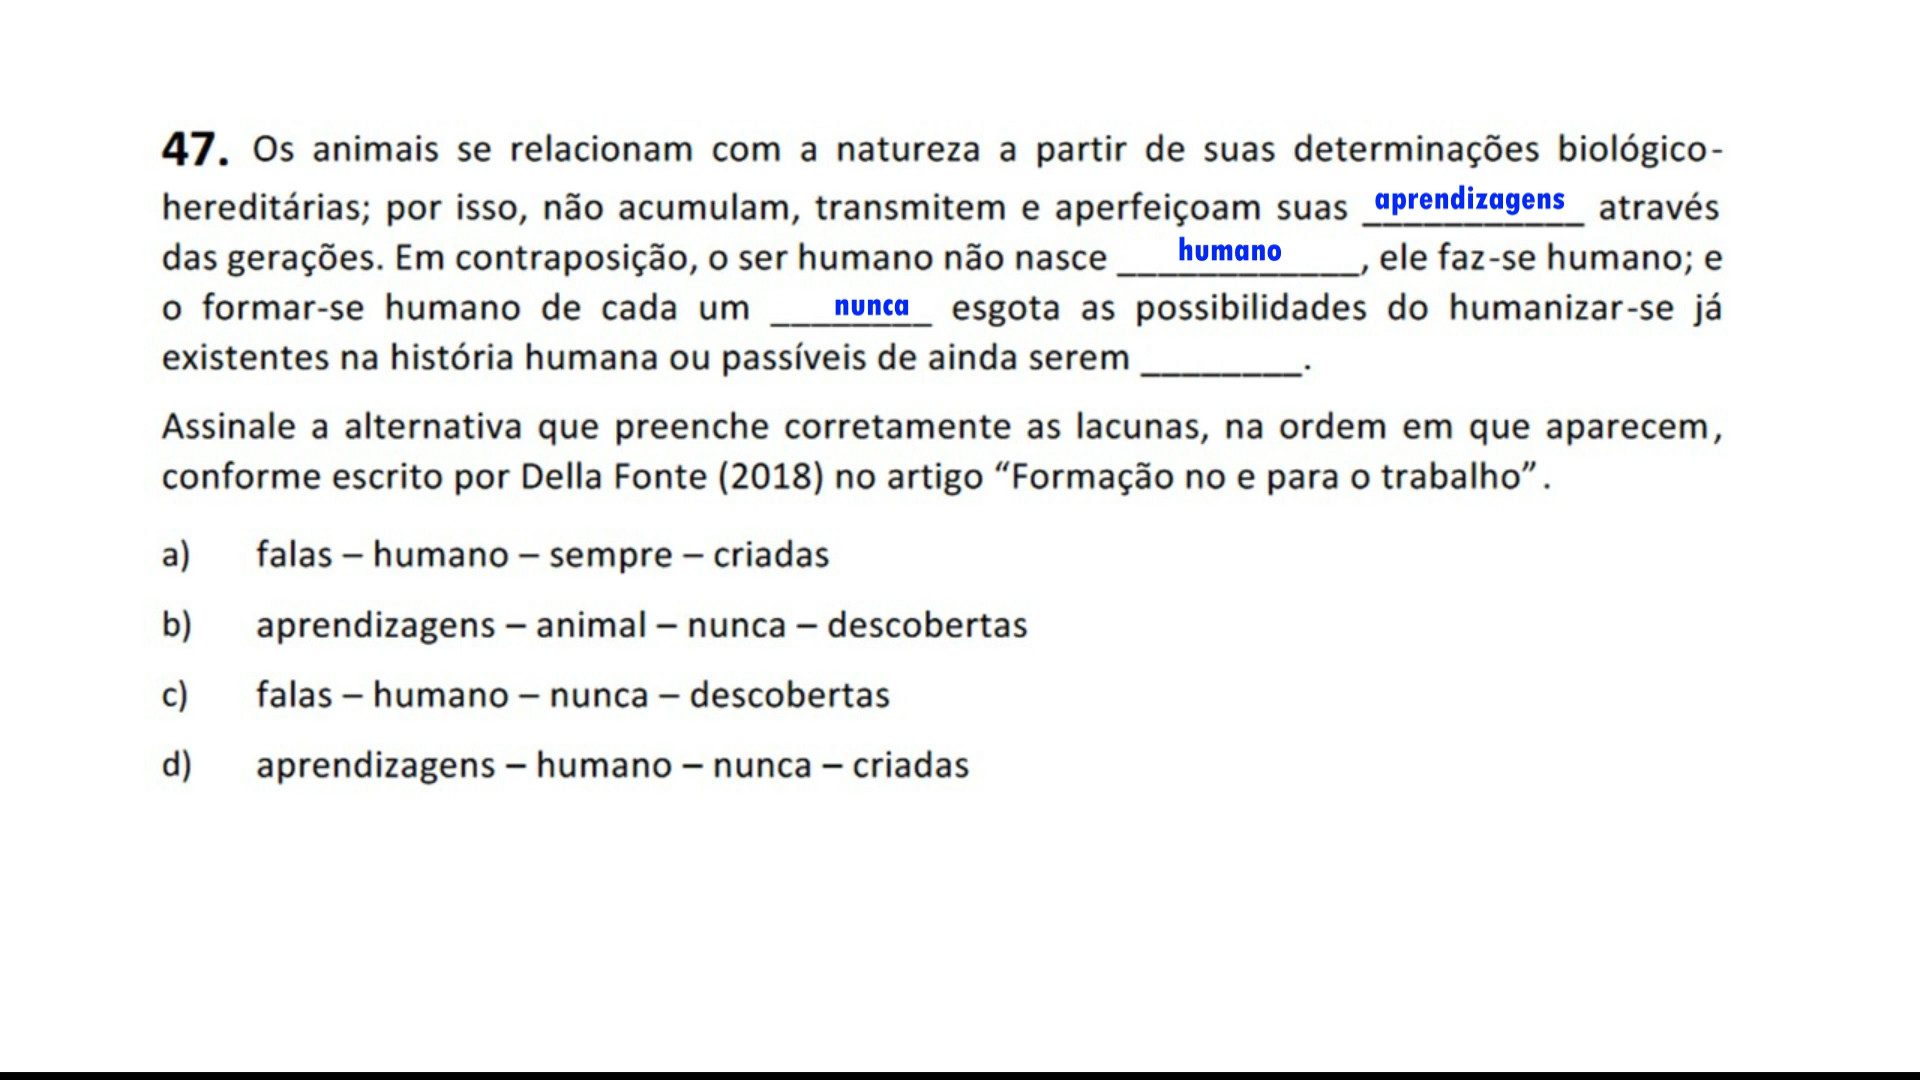 47. Os animais se relacionam com a natureza a partir de suas determinações biológico-
hereditárias; por isso, não acumulam, transmitem e aperfeiçoam suas aprendizagens através
das gerações. Em contraposição, o ser humano não nasce humano, ele faz-se humano; e
o formar-se humano de cada um nunca esgota as possibilidades do humanizar-se já
existentes na história humana ou passíveis de ainda serem ________.
Assinale a alternativa que preenche corretamente as lacunas, na ordem em que aparecem,
conforme escrito por Della Fonte (2018) no artigo “Formação no e para o trabalho”.
a) falas – humano – sempre – criadas
b) aprendizagens – animal – nunca – descobertas
c) falas – humano – nunca – descobertas
d) aprendizagens – humano – nunca – criadas